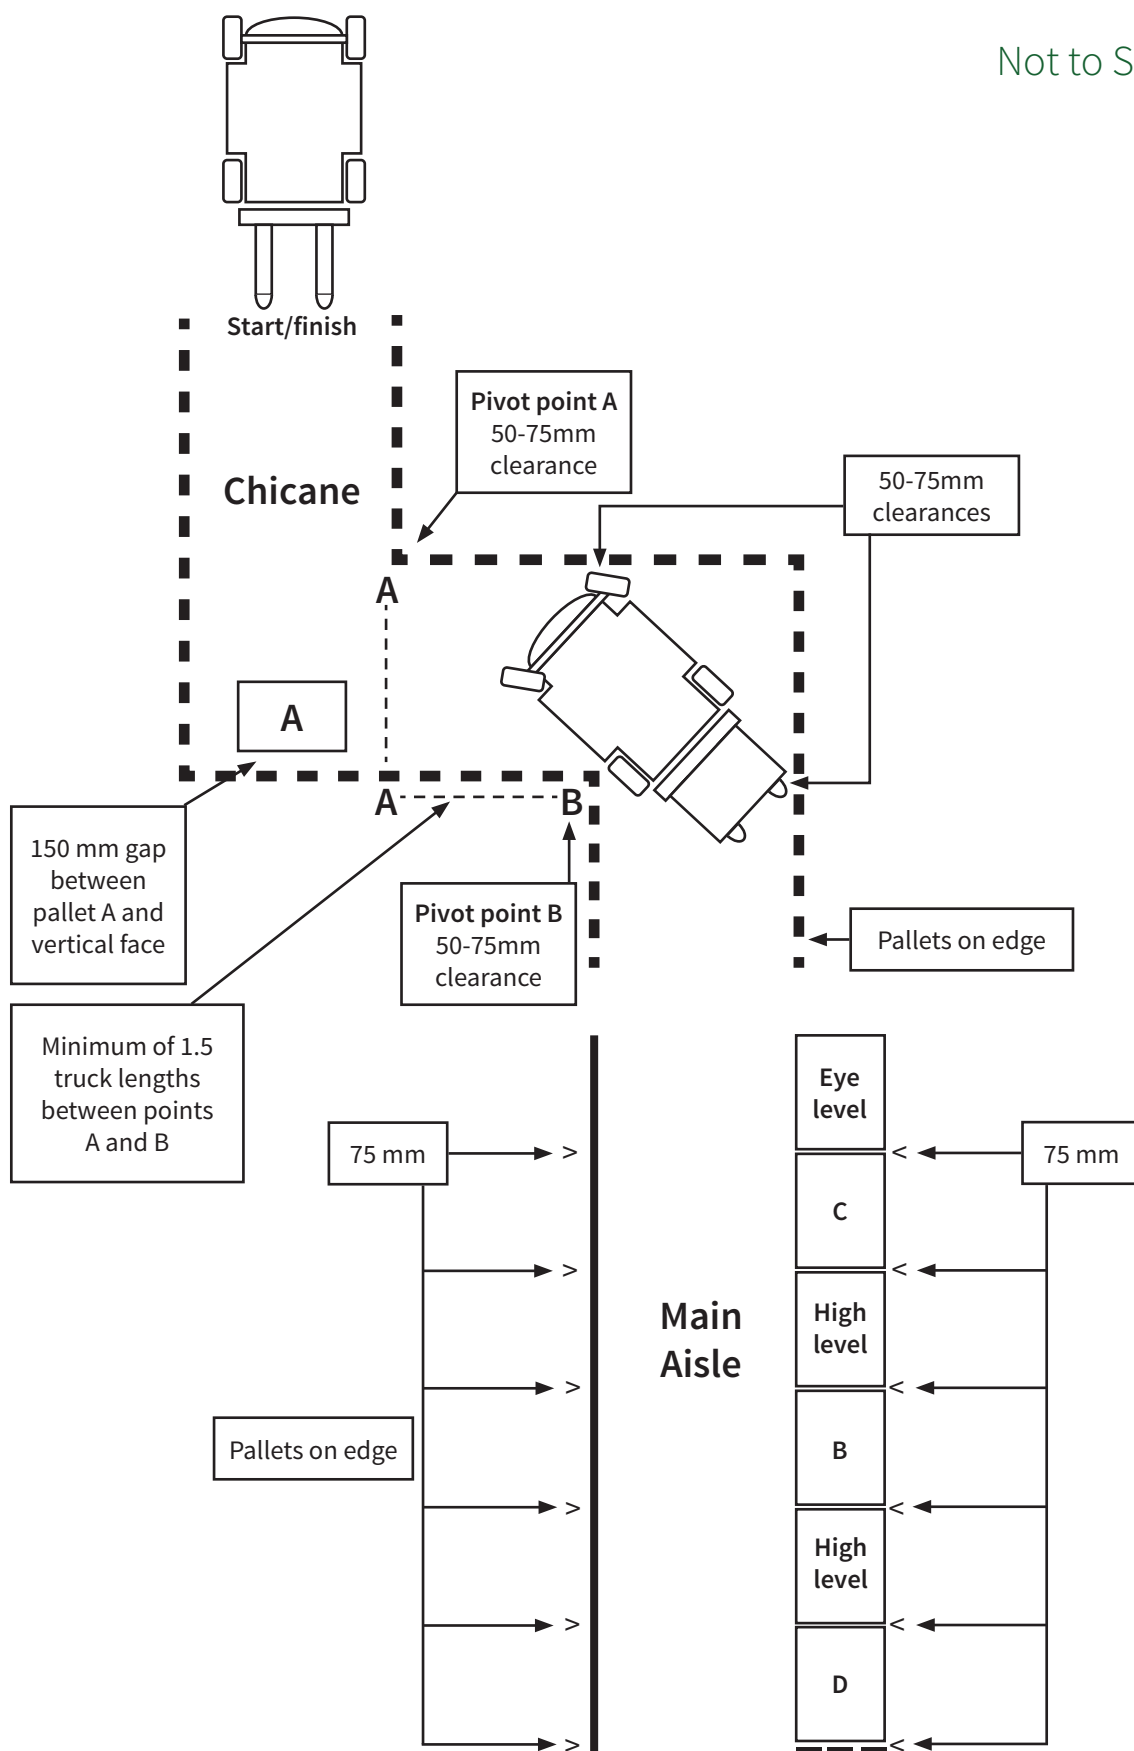 Not to S
Start/finish
Pivot point A
50-75mm
clearance
Chicane
50-75mm
clearances
A
A
A
B
150 mm gap
between
pallet A and
vertical face
Pivot point B
50-75mm
clearance
Pallets on edge
Minimum of 1.5
truck lengths
between points
A and B
Eye
level
75 mm
>
<
75 mm
C
>
<
Main
Aisle
High
level
>
<
Pallets on edge
B
>
<
High
level
>
<
D
>
<